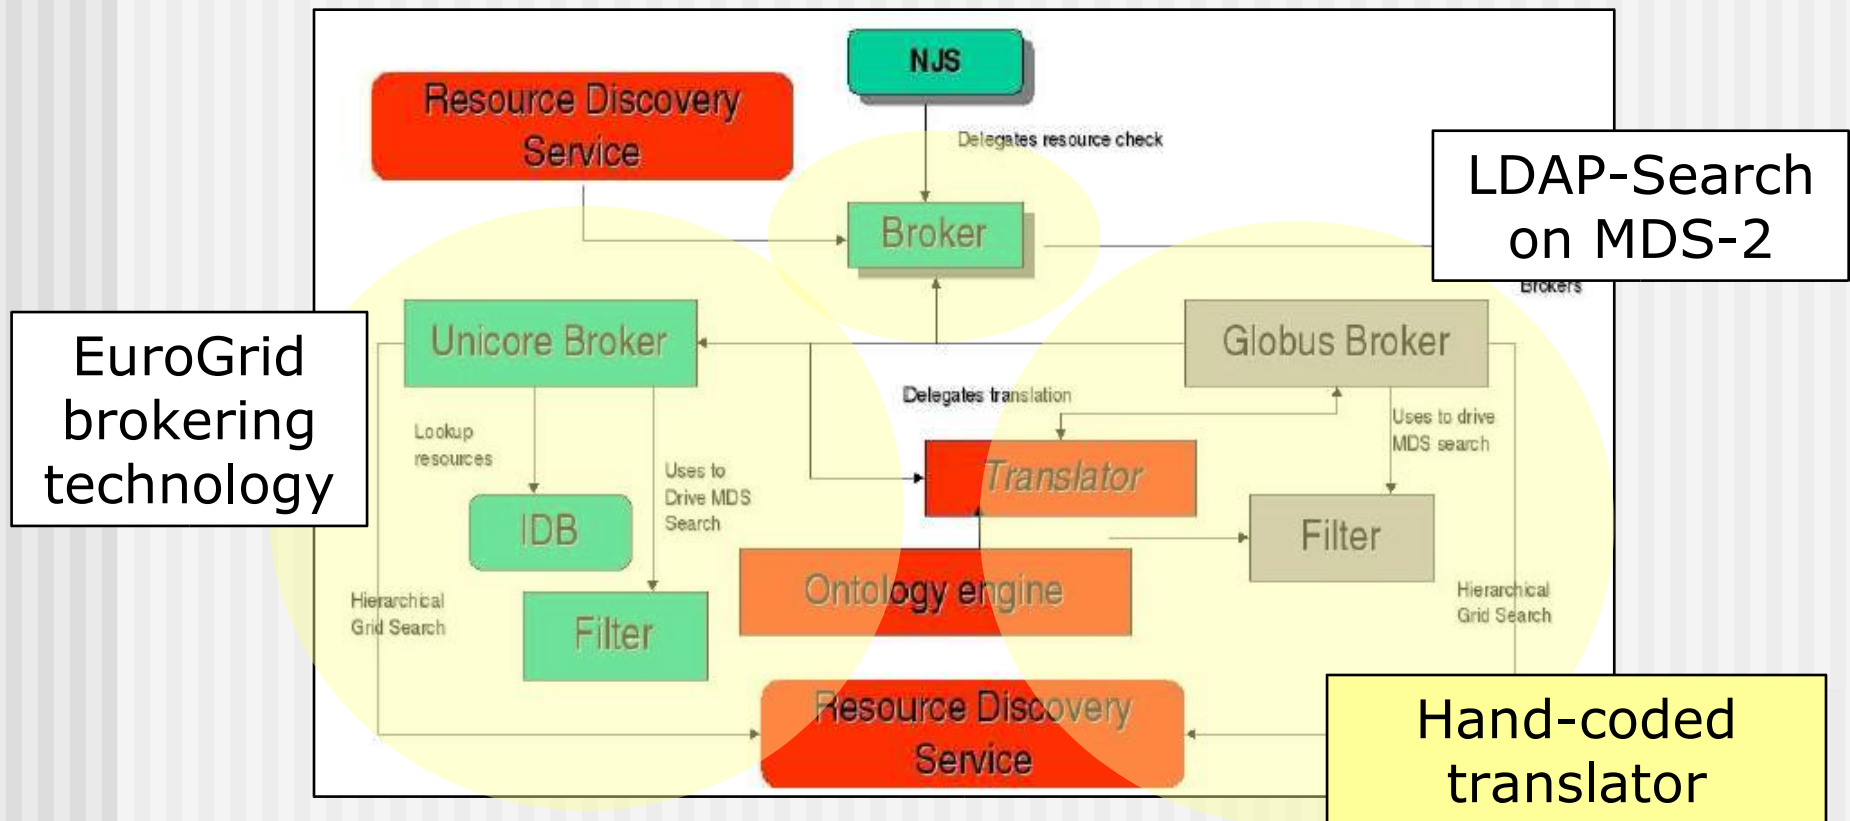 NJS
Resource Discovery
Service
Delegates resource check
LDAP-Search
on MDS-2
Broker
Brokers
EuroGrid
brokering
technology
Unicore Broker
Globus Broker
Delegates translation
Lookup
resources
Uses to
Drive MDS
Search
Uses to drive
MDS search
Translator
IDB
Filter
Ontology engine
Hierarchical
Grid Search
Filter
Hierarchical
Grid Search
Resource Discovery
Service
Hand-coded
translator